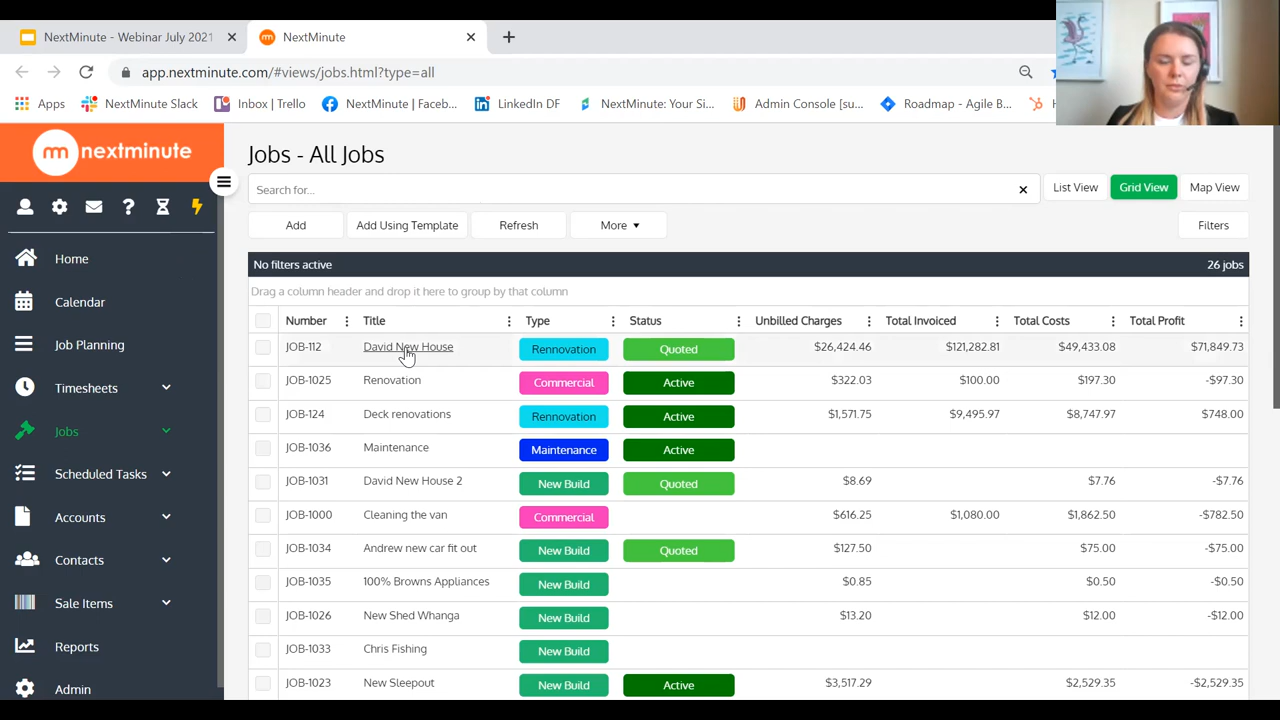 NextMinute - Webinar July 2021
NextMinute
app.nextminute.com/#views/jobs.html?type=all
Apps
NextMinute Slack
Inbox | Trello
NextMinute | Faceb...
LinkedIn DF
NextMinute: Your Si...
Admin Console [su...
Roadmap - Agile B...
nextminute
Home
Calendar
Job Planning
Timesheets
Jobs
Scheduled Tasks
Accounts
Contacts
Sale Items
Reports
Admin
Jobs - All Jobs
Search for...
List View Grid View Map View
Add Add Using Template Refresh More Filters
No filters active 26 jobs
Drag a column header and drop it here to group by that column
Number Title Type Status Unbilled Charges Total Invoiced Total Costs Total Profit
JOB-112 David New House Rennovation Quoted $26,424.46 $121,282.81 $49,433.08 $71,849.73
JOB-1025 Renovation Commercial Active $322.03 $100.00 $197.30 -$97.30
JOB-124 Deck renovations Rennovation Active $1,571.75 $9,495.97 $8,747.97 $748.00
JOB-1036 Maintenance Maintenance Active
JOB-1031 David New House 2 New Build Quoted $8.69 $7.76 -$7.76
JOB-1000 Cleaning the van Commercial $616.25 $1,080.00 $1,862.50 -$782.50
JOB-1034 Andrew new car fit out New Build Quoted $127.50 $75.00 -$75.00
JOB-1035 100% Browns Appliances New Build $0.85 $0.50 -$0.50
JOB-1026 New Shed Whanga New Build $13.20 $12.00 -$12.00
JOB-1033 Chris Fishing New Build
JOB-1023 New Sleepout New Build Active $3,517.29 $2,529.35 -$2,529.35